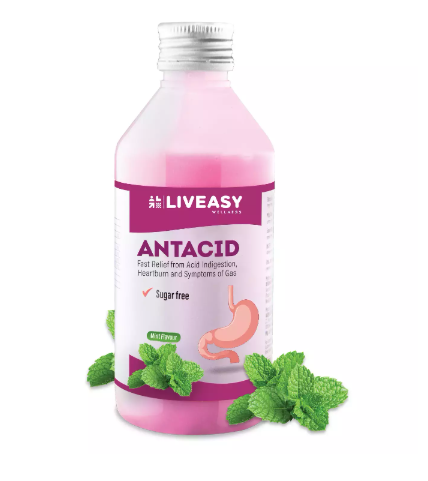 LIVEASY
WELLNESS
ANTACID
Fast Relief from Acid Indigestion,
Heartburn and Symptoms of Gas
Sugar free
Mint Flavour